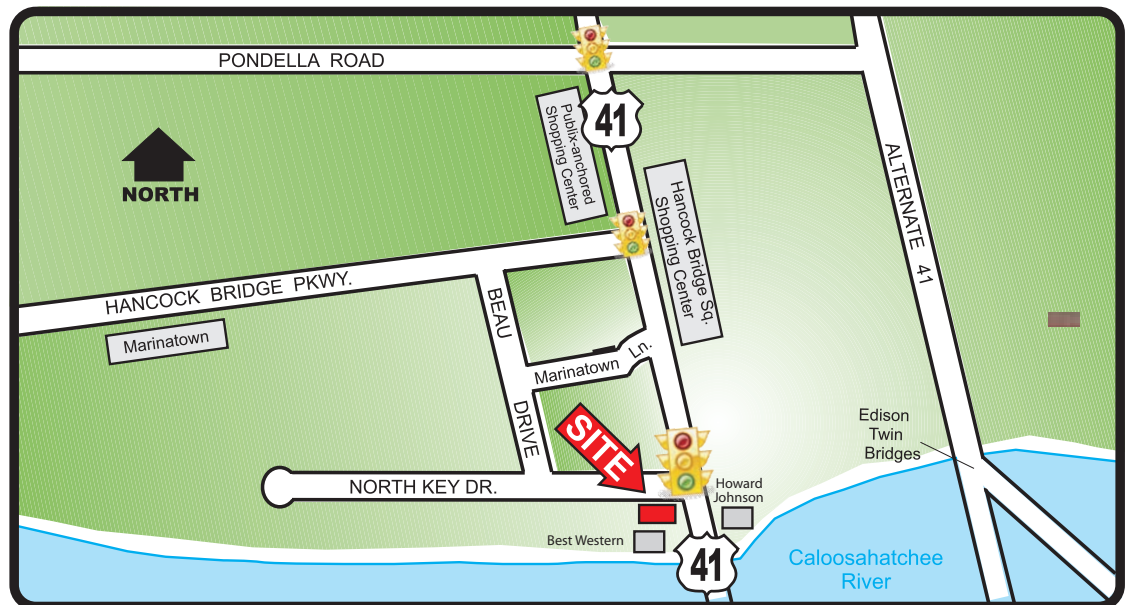 PONDELLA ROAD
41
Publix-anchored
Shopping Center
NORTH
ALTERNATE 41
Hancock Bridge Sq.
Shopping Center
HANCOCK BRIDGE PKWY.
Marinatown
BEAU
DRIVE
Marinatown Ln.
SITE
Edison
Twin
Bridges
NORTH KEY DR.
Howard
Johnson
Best Western
41
Caloosahatchee
River